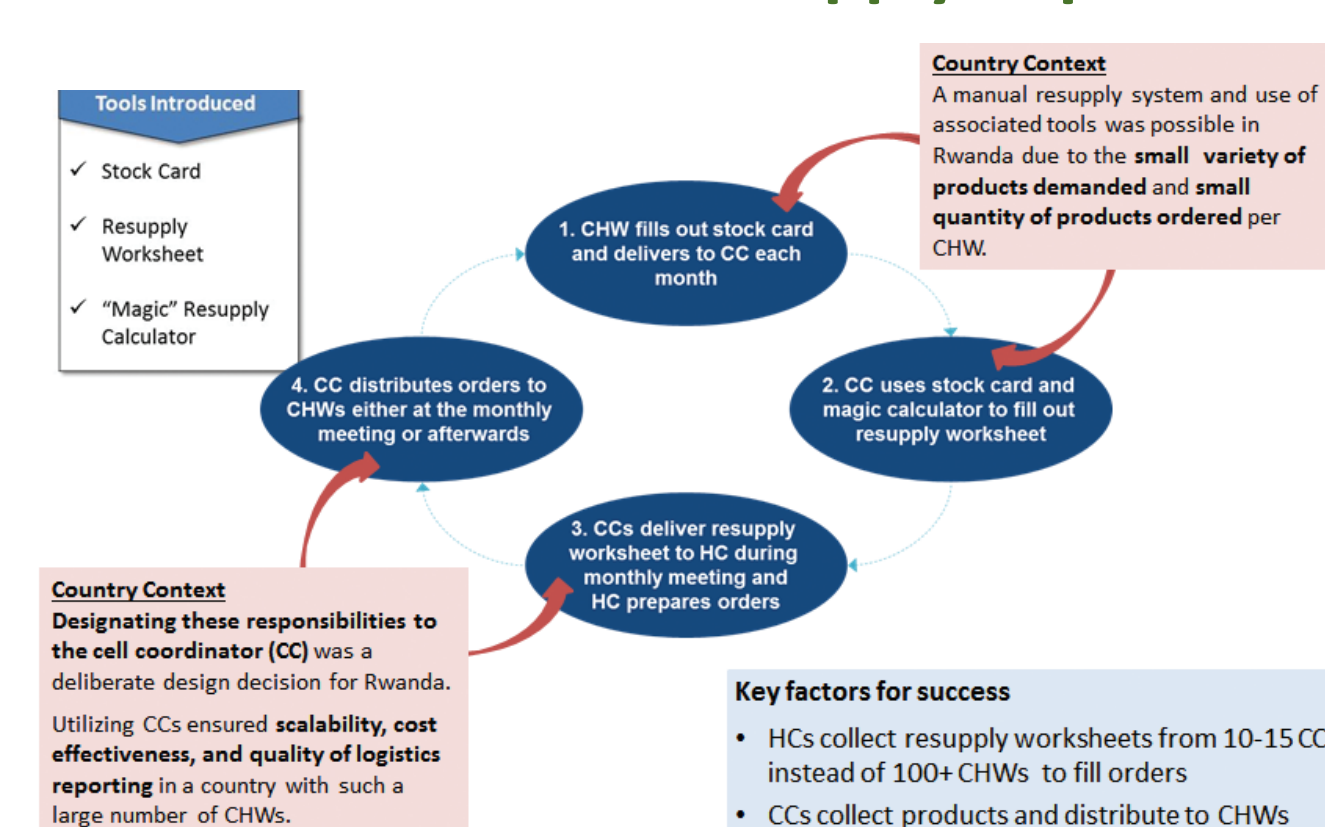 Tools Introduced
✓ Stock Card
✓ Resupply
Worksheet
✓ “Magic” Resupply
Calculator
Country Context
A manual resupply system and use of
associated tools was possible in
Rwanda due to the small variety of
products demanded and small
quantity of products ordered per
CHW.
1. CHW fills out stock card
and delivers to CC each
month
2. CC uses stock card and
magic calculator to fill out
resupply worksheet
3. CCs deliver resupply
worksheet to HC during
monthly meeting and
HC prepares orders
4. CC distributes orders to
CHWs either at the monthly
meeting or afterwards
Country Context
Designating these responsibilities to
the cell coordinator (CC) was a
deliberate design decision for Rwanda.
Utilizing CCs ensured scalability, cost
effectiveness, and quality of logistics
reporting in a country with such a
large number of CHWs.
Key factors for success
• HCs collect resupply worksheets from 10-15 CC
instead of 100+ CHWs to fill orders
• CCs collect products and distribute to CHWs